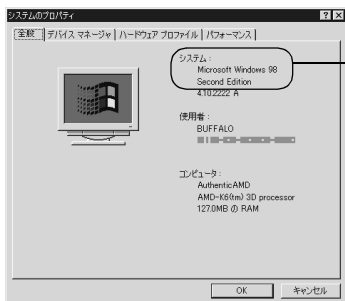 システムのプロパティ
全般 デバイス マネージャ ハードウェア プロファイル パフォーマンス
システム:
Microsoft Windows 98
Second Edition
4.10.2222 A
使用者:
BUFFALO
コンピュータ:
AuthenticAMD
AMD-K6(tm) 3D processor
127.0MB の RAM
OK キャンセル